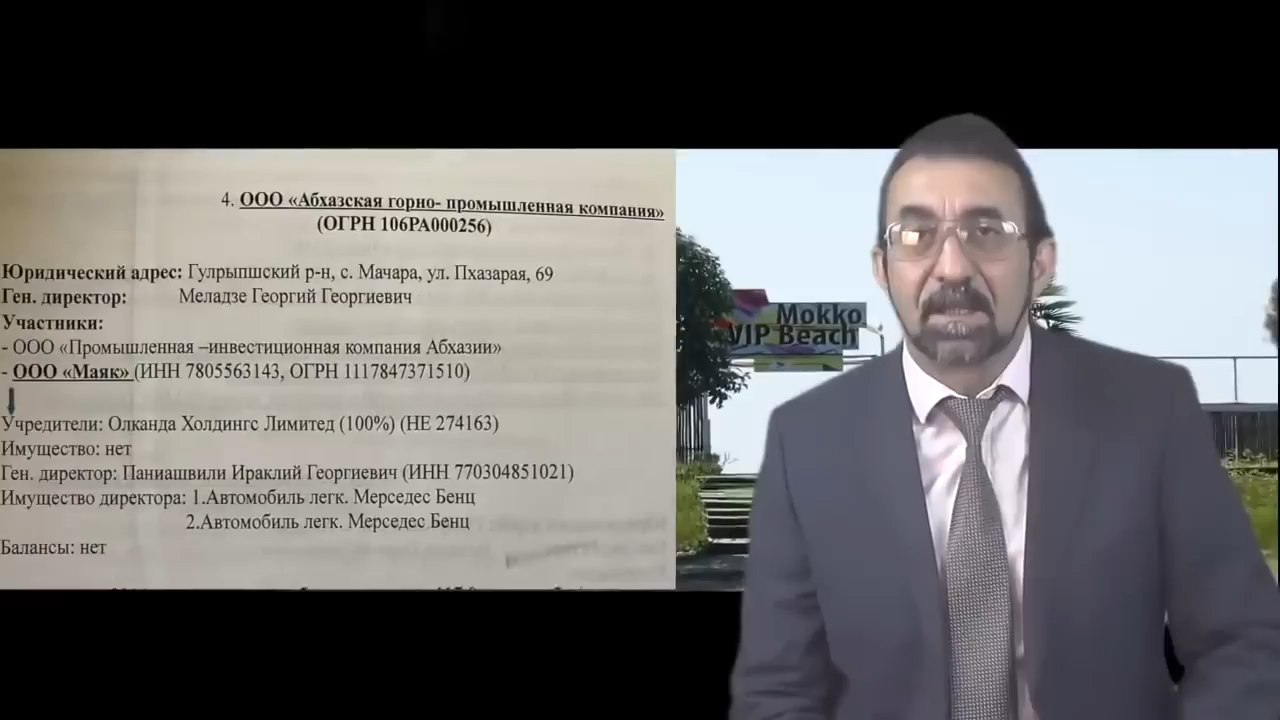 4. ООО «Абхазская горно- промышленная компания»
(ОГРН 106РА000256)
Юридический адрес: Гулрыпшский р-н, с. Мачара, ул. Пхазарая, 69
Ген. директор: Меладзе Георгий Георгиевич
Участники:
- ООО «Промышленная –инвестиционная компания Абхазии»
- ООО «Маяк» (ИНН 7805563143, ОГРН 1117847371510)
Учредители: Олканда Холдингс Лимитед (100%) (НЕ 274163)
Имущество: нет
Ген. директор: Паниашвили Ираклий Георгиевич (ИНН 770304851021)
Имущество директора: 1.Автомобиль легк. Мерседес Бенц
2.Автомобиль легк. Мерседес Бенц
Балансы: нет
Mokko
VIP Beach